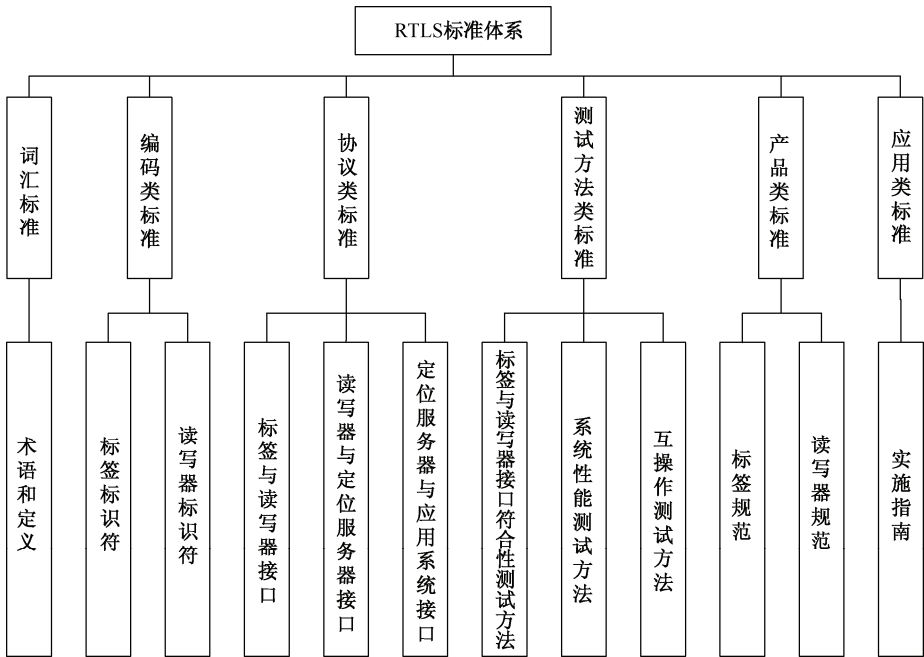 RTLS标准体系
词汇标准
编码类标准
协议类标准
测试方法类标准
产品类标准
应用类标准
术语和定义
标签标识符
读写器标识符
标签与读写器接口
读写器与定位服务器接口
定位服务器与应用系统接口
标签与读写器接口符合性测试方法
系统性能测试方法
互操作测试方法
标签规范
读写器规范
实施指南